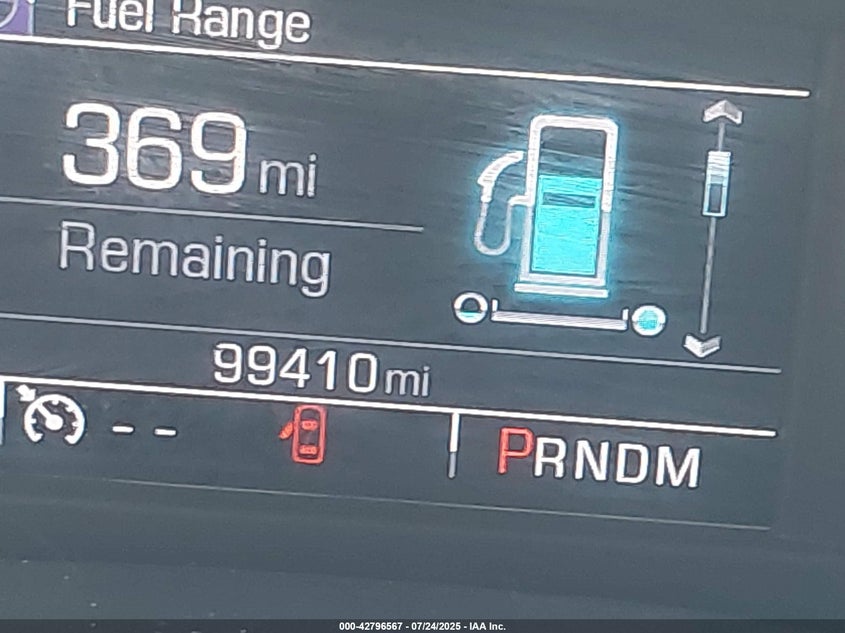 Fuel Range
369 mi
Remaining
99410 mi
--
PRNDM
000-42796567 - 07/24/2025 - IAA Inc.